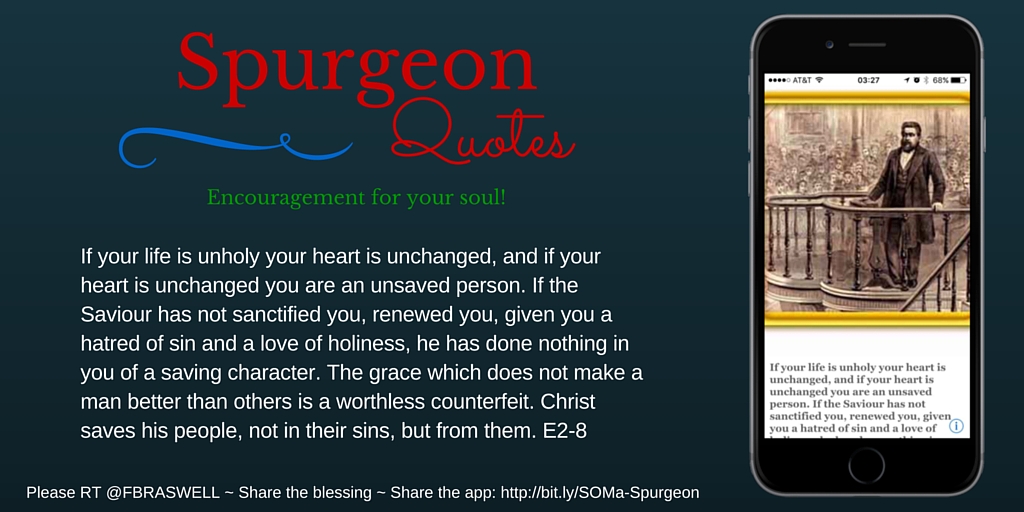 Spurgeon
Quotes
Encouragement for your soul!
If your life is unholy your heart is unchanged, and if your
heart is unchanged you are an unsaved person. If the
Saviour has not sanctified you, renewed you, given you a
hatred of sin and a love of holiness, he has done nothing in
you of a saving character. The grace which does not make a
man better than others is a worthless counterfeit. Christ
saves his people, not in their sins, but from them. E2-8
Please RT @FBRASWELL ~ Share the blessing ~ Share the app: http://bit.ly/SOMa-Spurgeon
AT&T 03:27 68%
If your life is unholy your heart is
unchanged, and if your heart is
unchanged you are an unsaved
person. If the Saviour has not
sanctified you, renewed you, given
you a hatred of sin and a love of